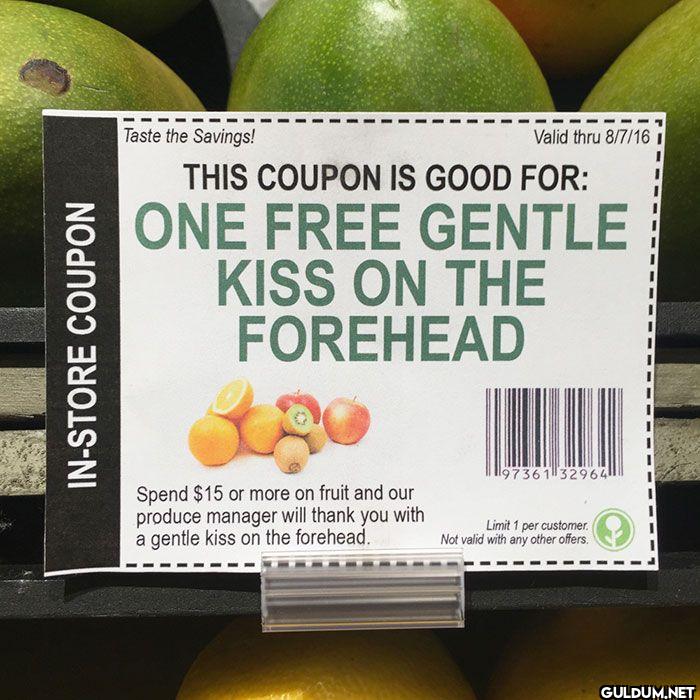 Taste the Savings!
Valid thru 8/7/16
THIS COUPON IS GOOD FOR:
ONE FREE GENTLE
KISS ON THE
FOREHEAD
IN-STORE COUPON
97361 32964
Spend $15 or more on fruit and our
produce manager will thank you with
a gentle kiss on the forehead.
Limit 1 per customer.
Not valid with any other offers.
GULDUM.NET